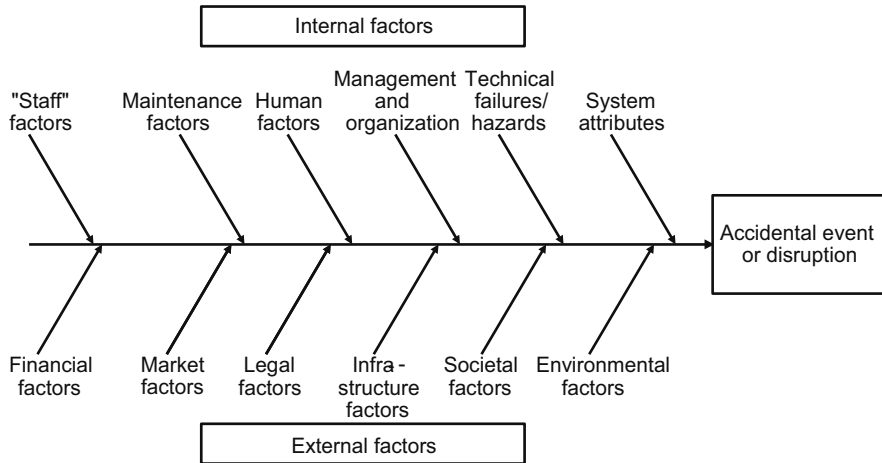 Internal factors
"Staff"
factors
Maintenance
factors
Human
factors
Management
and
organization
Technical
failures/
hazards
System
attributes
Accidental event
or disruption
Financial
factors
Market
factors
Legal
factors
Infra -
structure
factors
Societal
factors
Environmental
factors
External factors